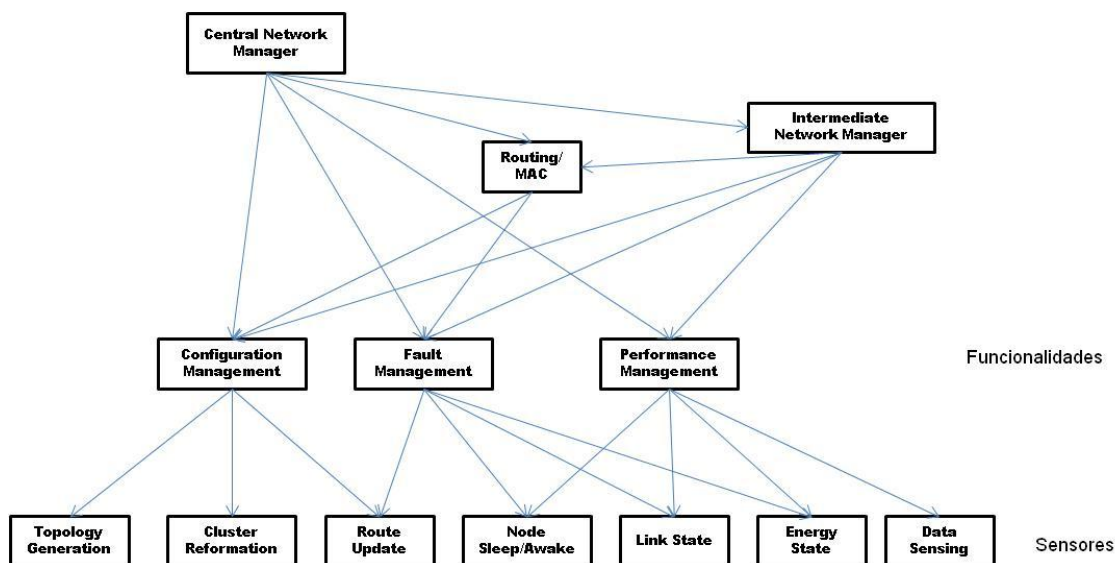 Central Network
Manager
Intermediate
Network Manager
Routing/
MAC
Configuration
Management
Fault
Management
Performance
Management
Funcionalidades
Topology
Generation
Cluster
Reformation
Route
Update
Node
Sleep/Awake
Link State
Energy
State
Data
Sensing
Sensores